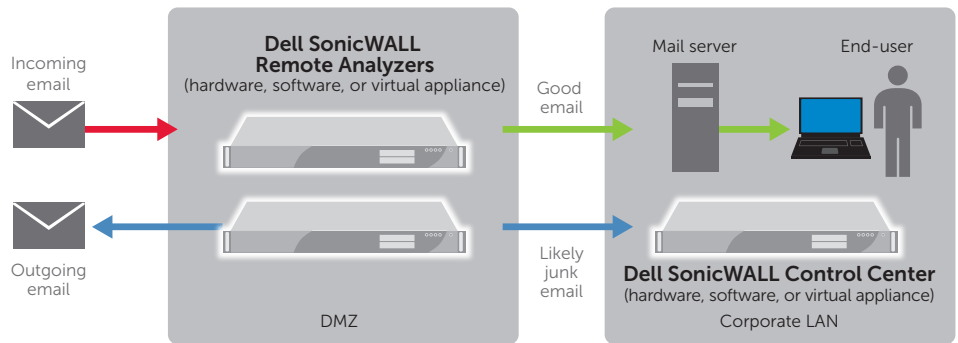 Incoming
email
Dell SonicWALL
Remote Analyzers
(hardware, software, or virtual appliance)
Good
email
Mail server
End-user
Outgoing
email
DMZ
Likely
junk
email
Dell SonicWALL Control Center
(hardware, software, or virtual appliance)
Corporate LAN